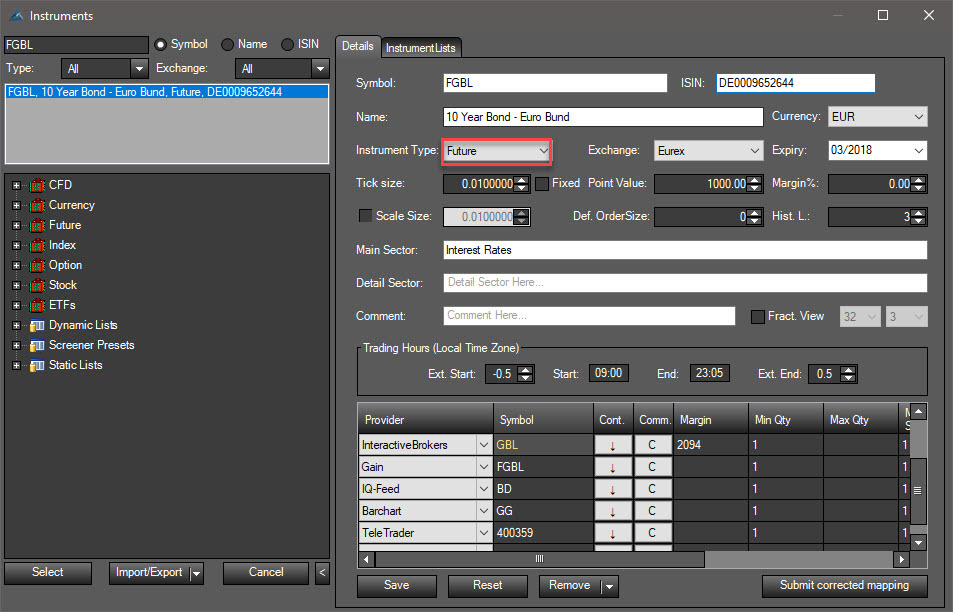 Instruments
FGBL Symbol Name ISIN
Type: All Exchange: All
FGBL, 10 Year Bond - Euro Bund, Future, DE0009652644
CFD
Currency
Future
Index
Option
Stock
ETFs
Dynamic Lists
Screener Presets
Static Lists
Select Import/Export Cancel <
Details InstrumentLists
Symbol: FGBL ISIN: DE0009652644
Name: 10 Year Bond - Euro Bund Currency: EUR
Instrument Type: Future Exchange: Eurex Expiry: 03/2018
Tick size: 0.0100000 Fixed Point Value: 1000.00 Margin%: 0.00
Scale Size: 0.0100000 Def. OrderSize: 0 Hist. L.: 3
Main Sector: Interest Rates
Detail Sector: Detail Sector Here...
Comment: Comment Here... Fract. View 32 3
Trading Hours (Local Time Zone)
Ext. Start: -0.5 Start: 09:00 End: 23:05 Ext. End: 0.5
Provider Symbol Cont. Comm. Margin Min Qty Max Qty
InteractiveBrokers GBL ↓ C 2094 1 1
Gain FGBL ↓ C 1 1
IQ-Feed BD ↓ C 1 1
Barchart GG ↓ C 1 1
TeleTrader 400359 ↓ C 1 1
Save Reset Remove Submit corrected mapping